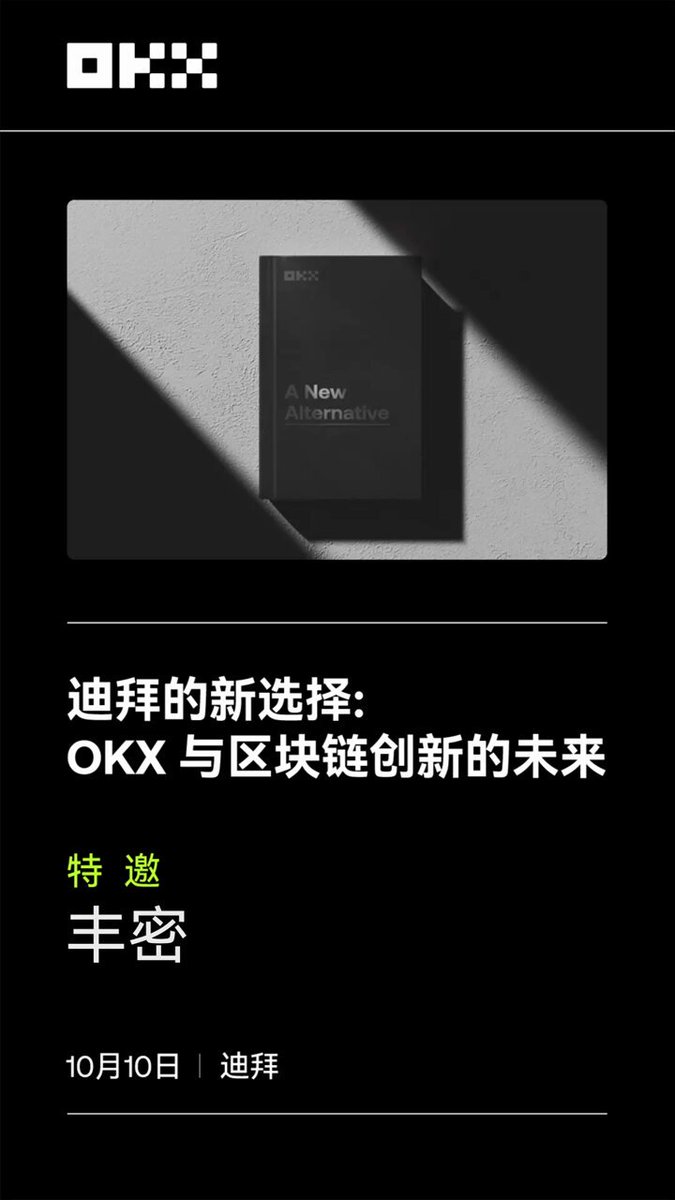 OKX
OKX
A New
Alternative
迪拜的新选择:
OKX 与区块链创新的未来
特 邀
丰密
10月10日 | 迪拜